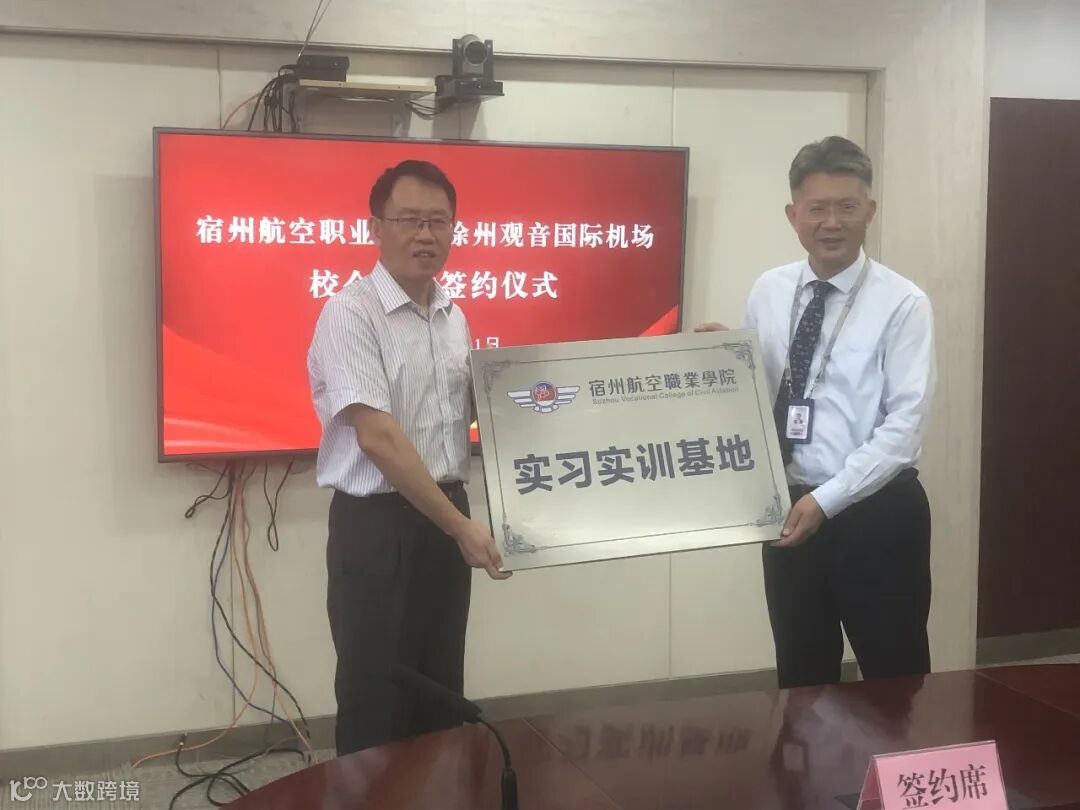 宿州航空职业 徐州观音国际机场
校 签约仪式
1日
宿州航空職業學院
Suzhou Vocational College of Civil Aviation
实习实训基地
签约席
大数跨境